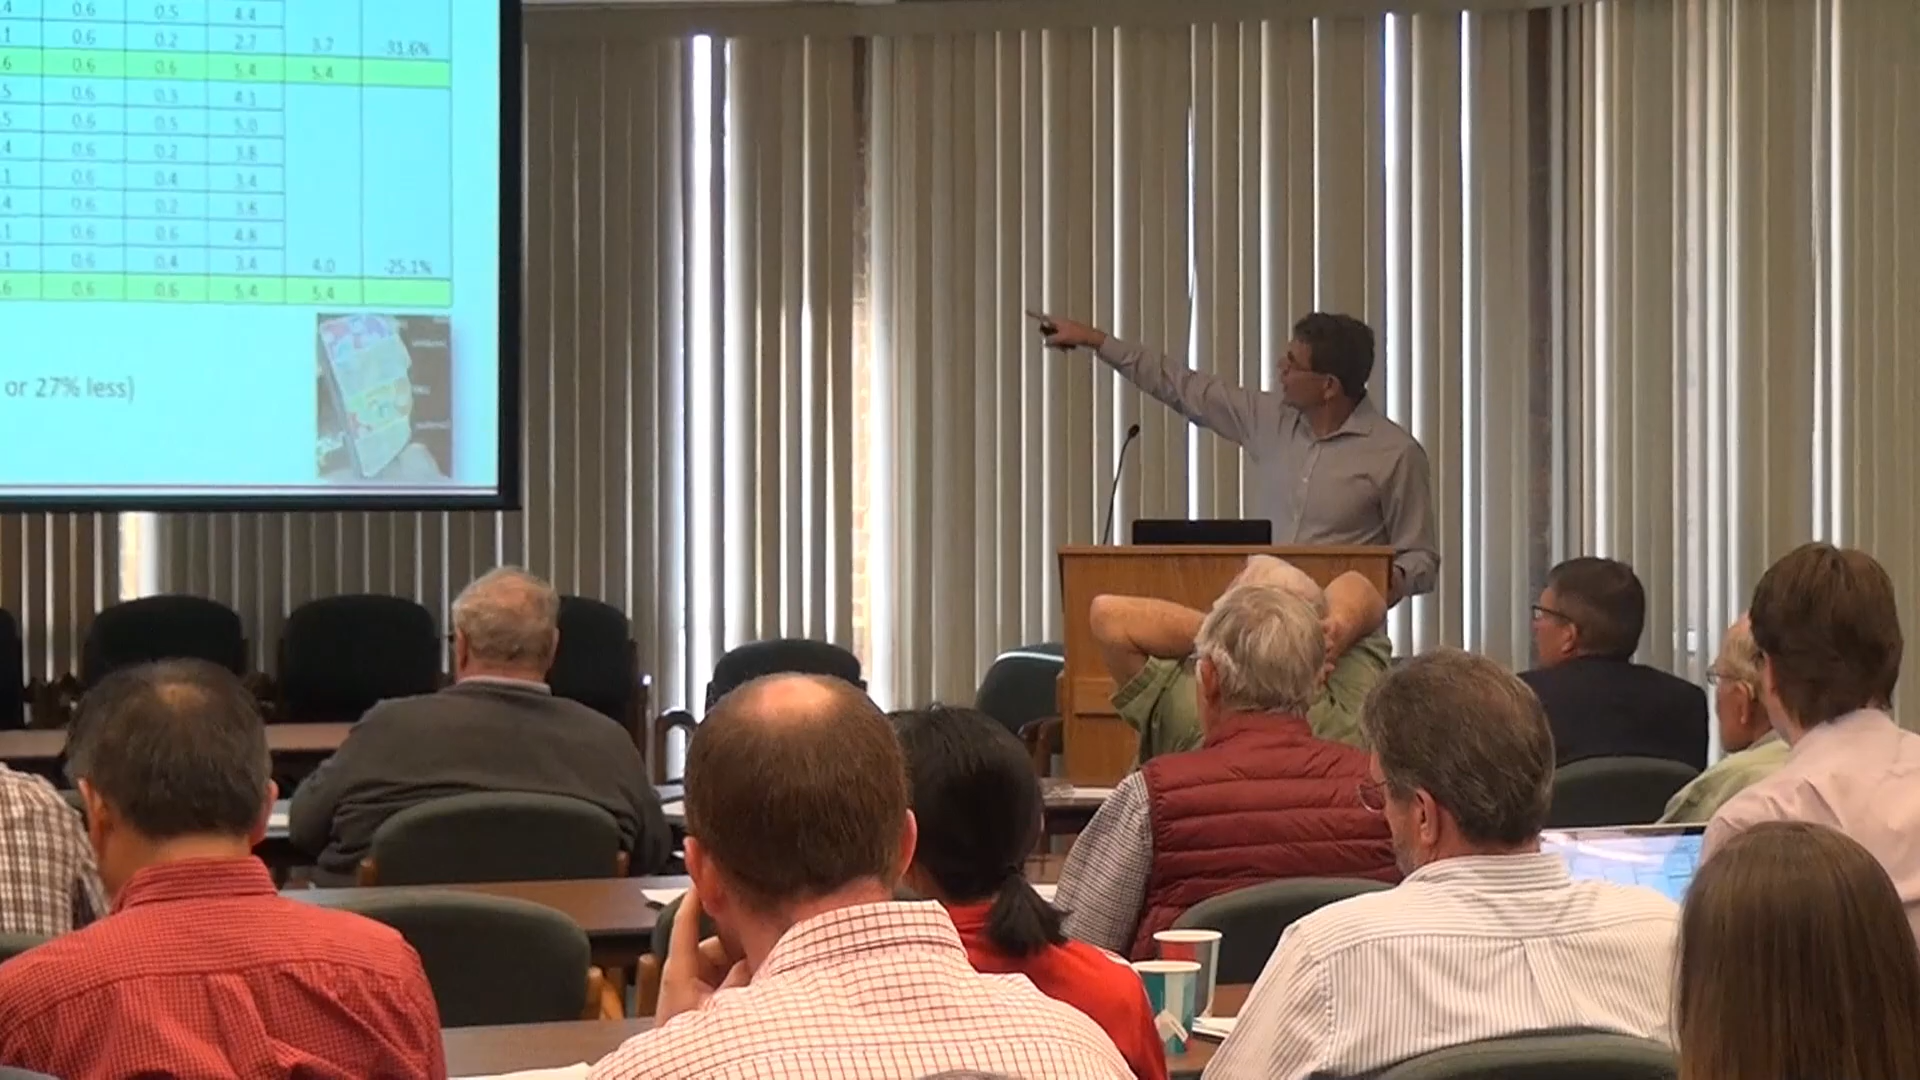 4 0.6 0.5 4.4
1 0.6 0.2 2.7 3.7 -31.6%
6 0.6 0.6 5.4 5.4
5 0.6 0.3 4.1
5 0.6 0.5 5.0
4 0.6 0.2 3.8
1 0.6 0.4 3.4
4 0.6 0.2 3.6
1 0.6 0.6 4.8
1 0.6 0.4 3.4 4.0 -25.1%
6 0.6 0.6 5.4 5.4
or 27% less)